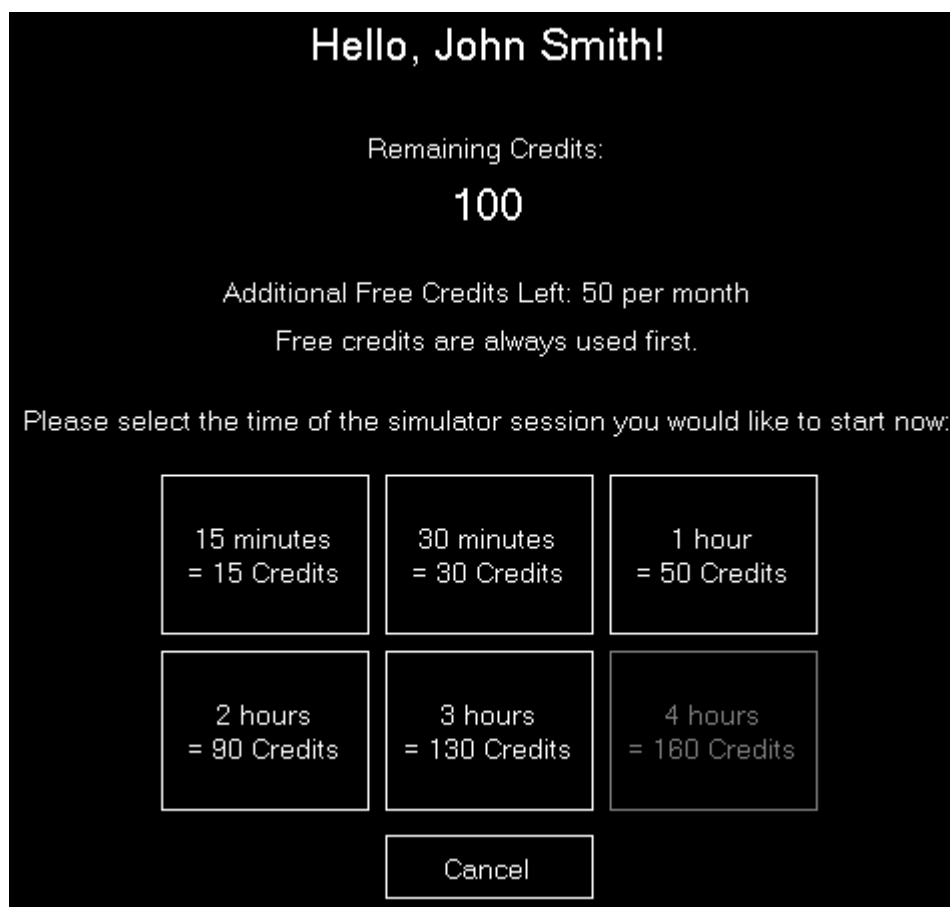 Hello, John Smith!
Remaining Credits:
100
Additional Free Credits Left: 50 per month
Free credits are always used first.
Please select the time of the simulator session you would like to start now:
15 minutes
= 15 Credits
30 minutes
= 30 Credits
1 hour
= 50 Credits
2 hours
= 90 Credits
3 hours
= 130 Credits
4 hours
= 160 Credits
Cancel